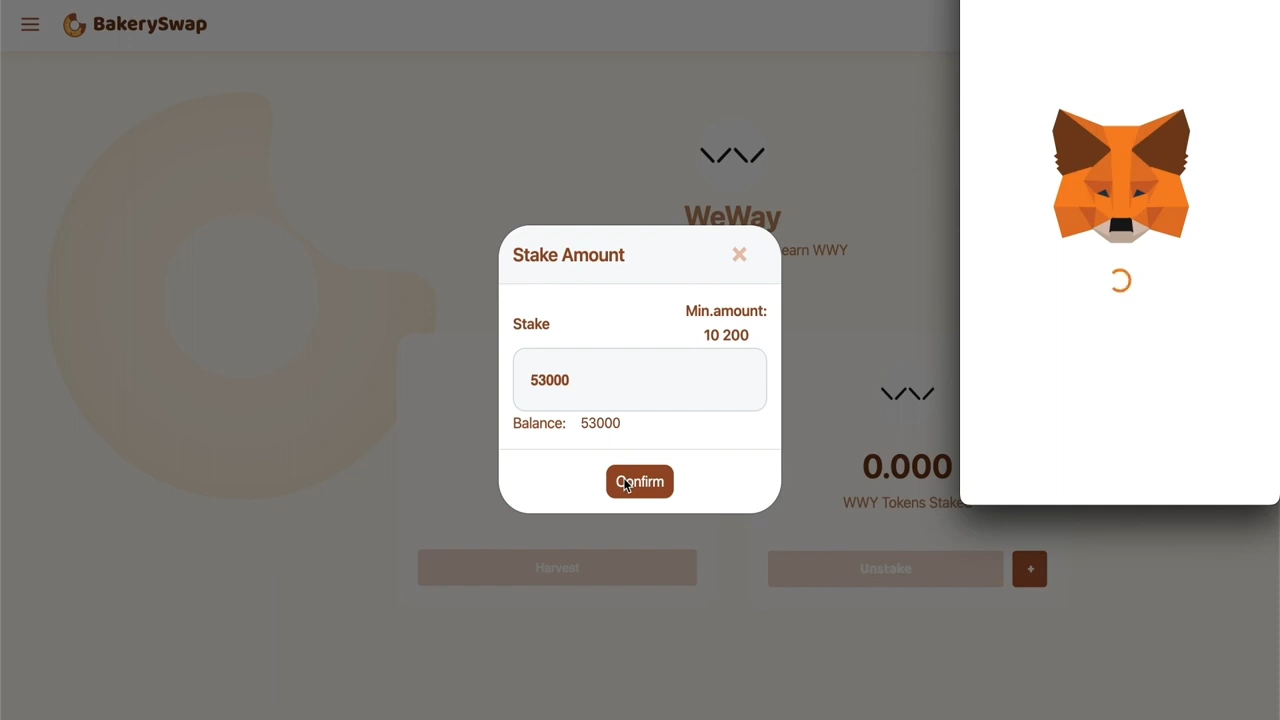 BakerySwap
WeWay
earn WWY
Stake Amount
Stake
Min.amount:
10 200
53000
Balance: 53000
Confirm
0.000
WWY Tokens Staked
Harvest
Unstake
+